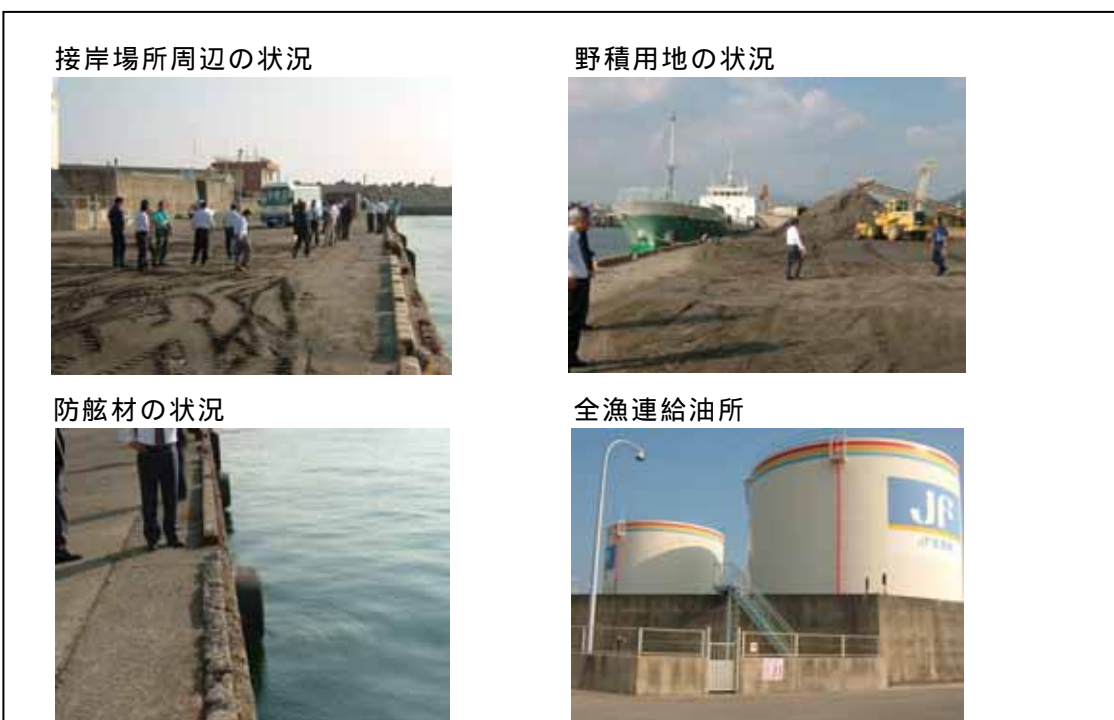 接岸場所周辺の状況
野積用地の状況
防舷材の状況
全漁連給油所
JF